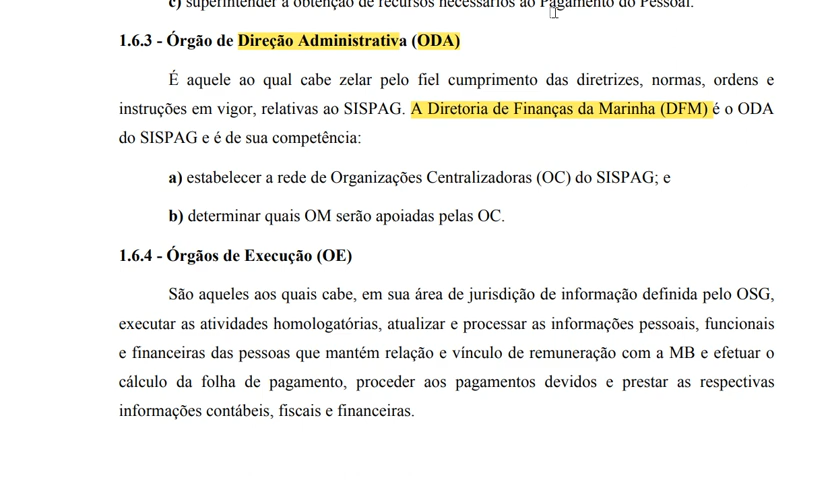 c) superintender a obtenção de recursos necessários ao Pagamento do Pessoal.
1.6.3 - Órgão de Direção Administrativa (ODA)
É aquele ao qual cabe zelar pelo fiel cumprimento das diretrizes, normas, ordens e
instruções em vigor, relativas ao SISPAG. A Diretoria de Finanças da Marinha (DFM) é o ODA
do SISPAG e é de sua competência:
a) estabelecer a rede de Organizações Centralizadoras (OC) do SISPAG; e
b) determinar quais OM serão apoiadas pelas OC.
1.6.4 - Órgãos de Execução (OE)
São aqueles aos quais cabe, em sua área de jurisdição de informação definida pelo OSG,
executar as atividades homologatórias, atualizar e processar as informações pessoais, funcionais
e financeiras das pessoas que mantém relação e vínculo de remuneração com a MB e efetuar o
cálculo da folha de pagamento, proceder aos pagamentos devidos e prestar as respectivas
informações contábeis, fiscais e financeiras.